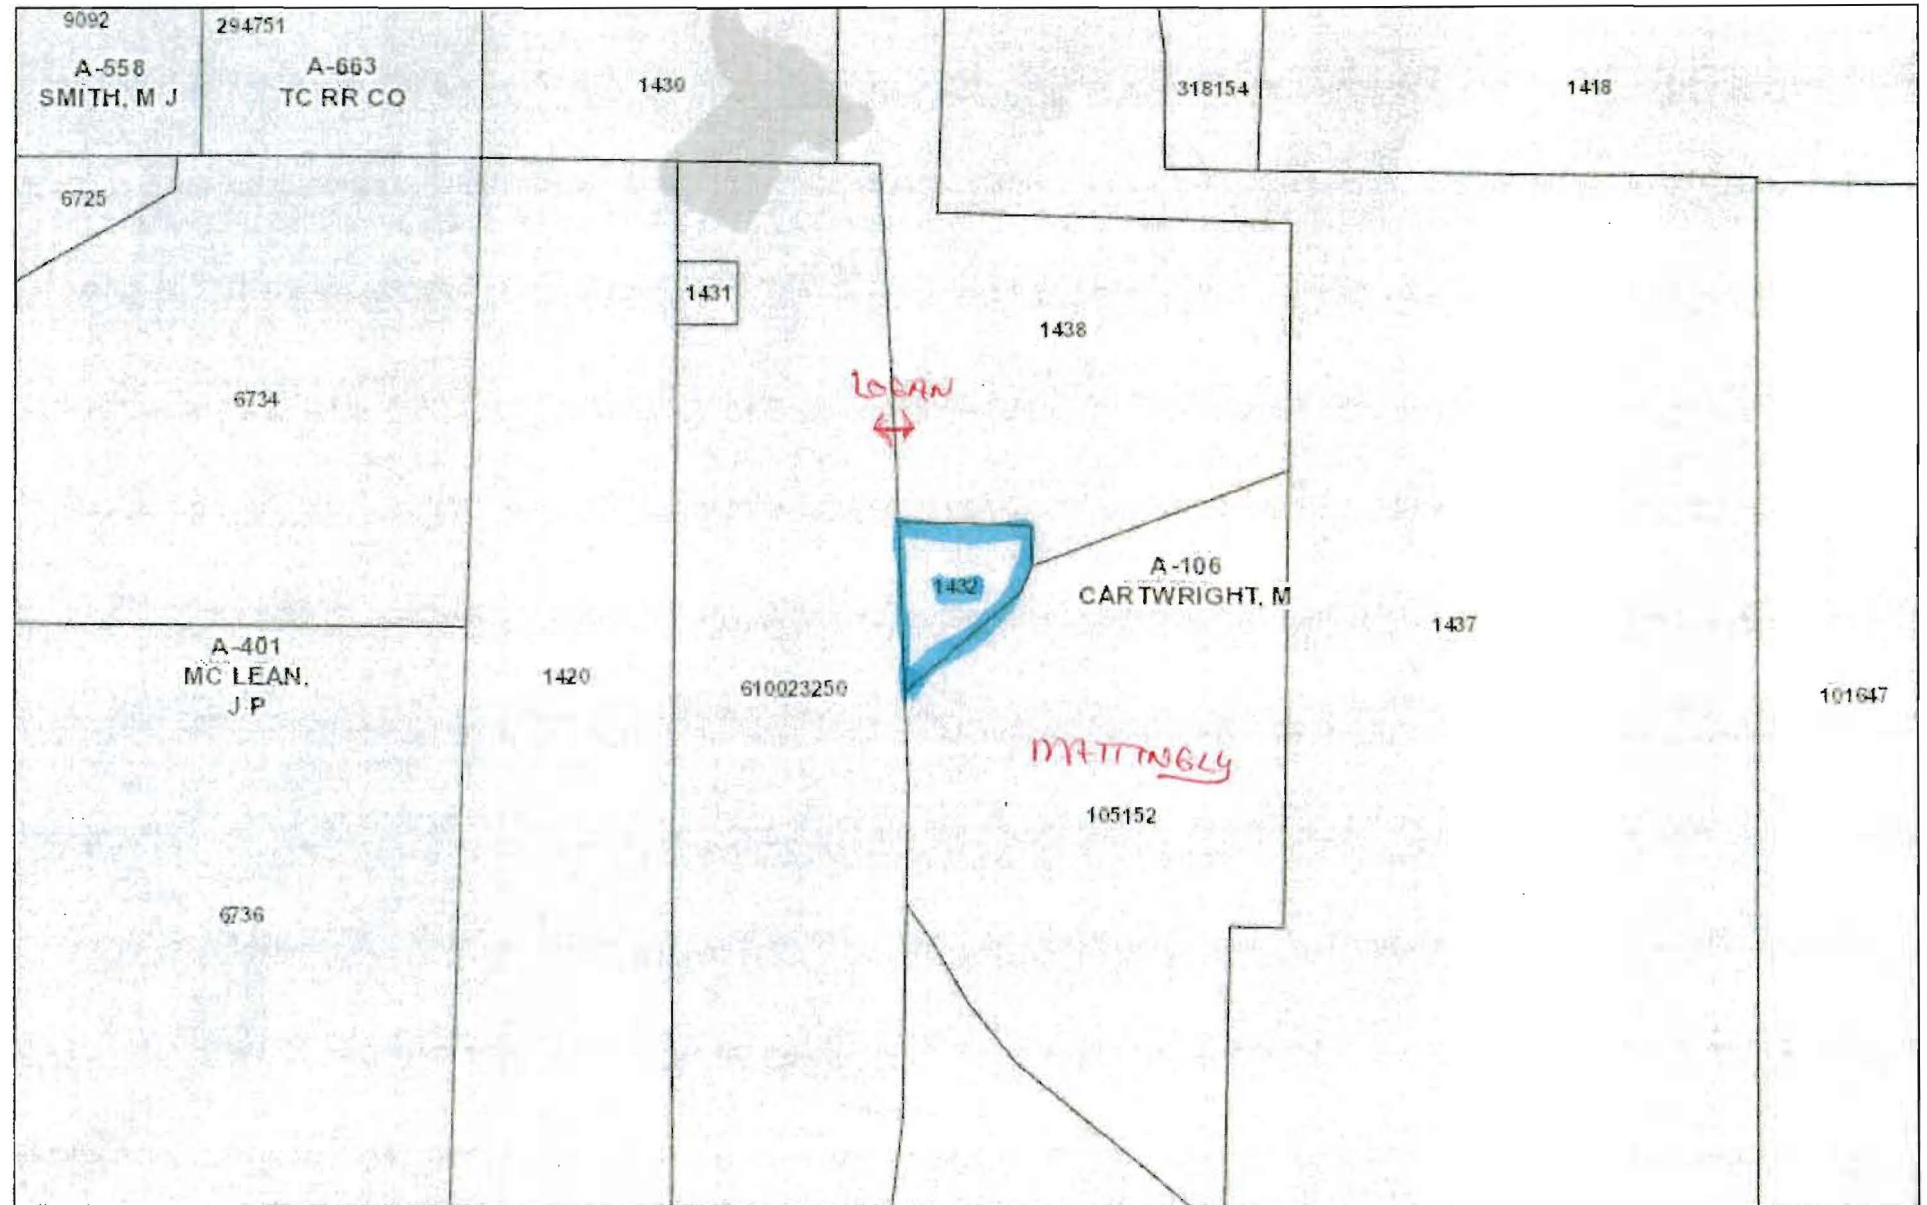 9092
A-558
SMITH, M J
294751
A-663
TC RR CO
1430
318154
1418
6725
1431
1438
6734
LOGAN
1432
A-106
CARTWRIGHT, M
1437
A-401
MC LEAN,
J P
1420
610023250
101647
MATTINGLY
105152
6736